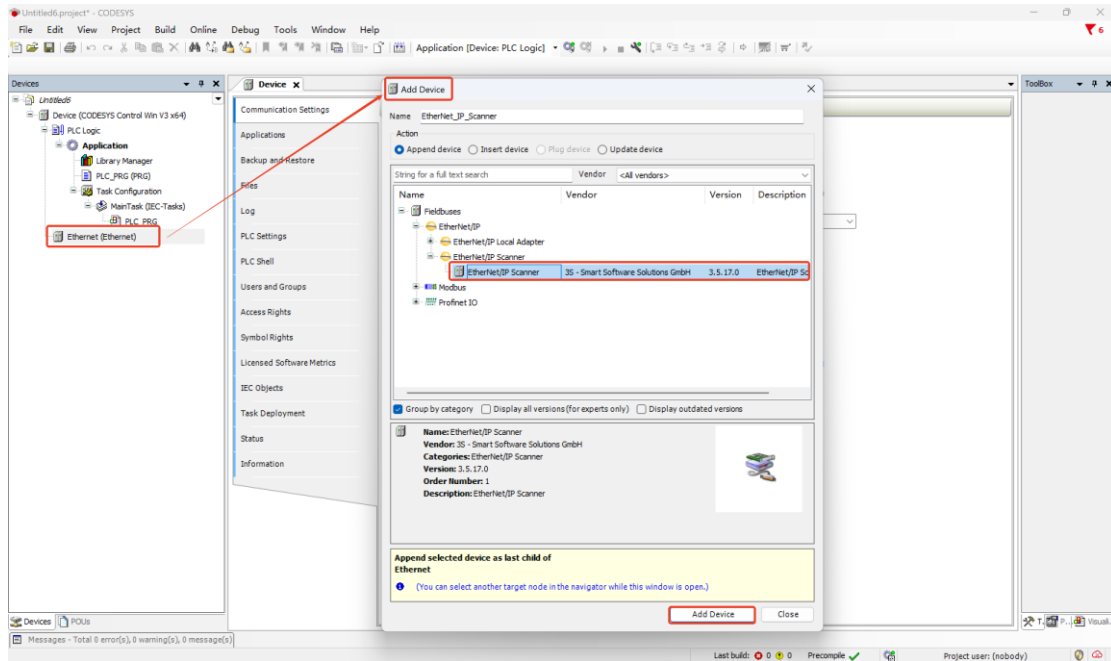 Untitled6.project* - CODESYS
File Edit View Project Build Online Debug Tools Window Help
6
Application [Device: PLC Logic]
Devices
Untitled6
Device (CODESYS Control Win V3 x64)
PLC Logic
Application
Library Manager
PLC_PRG (PRG)
Task Configuration
MainTask (IEC-Tasks)
PLC_PRG
Ethernet (Ethernet)
Devices
POUs
Device
Communication Settings
Applications
Backup and Restore
Files
Log
PLC Settings
PLC Shell
Users and Groups
Access Rights
Symbol Rights
Licensed Software Metrics
IEC Objects
Task Deployment
Status
Information
Add Device
Name EtherNet_IP_Scanner
Action
Append device Insert device Plug device Update device
String for a full text search Vendor <All vendors>
Name Vendor Version Description
Fieldbuses
EtherNet/IP
EtherNet/IP Local Adapter
EtherNet/IP Scanner
EtherNet/IP Scanner 3S - Smart Software Solutions GmbH 3.5.17.0 EtherNet/IP Sc
Modbus
Profinet IO
Group by category Display all versions (for experts only) Display outdated versions
Name: EtherNet/IP Scanner
Vendor: 3S - Smart Software Solutions GmbH
Categories: EtherNet/IP Scanner
Version: 3.5.17.0
Order Number: 1
Description: EtherNet/IP Scanner
Append selected device as last child of
Ethernet
(You can select another target node in the navigator while this window is open.)
Add Device Close
ToolBox
T. P... Visuali.
Messages - Total 0 error(s), 0 warning(s), 0 message(s)
Last build: 0 0 Precompile Project user: (nobody)